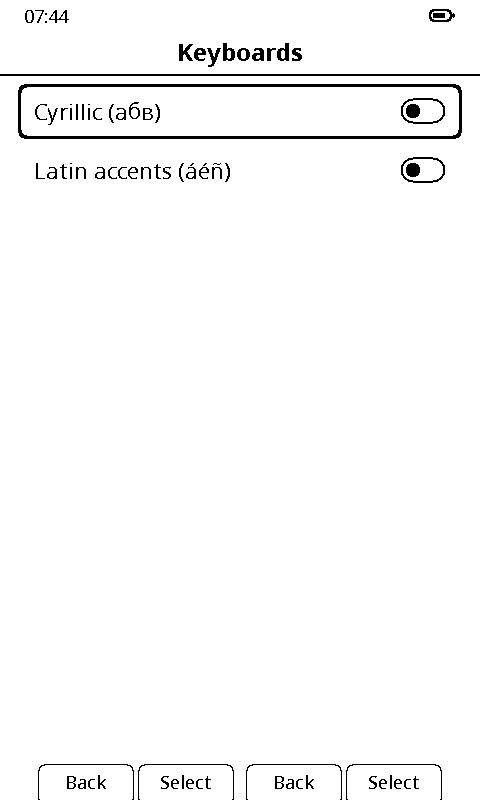 07:44
Keyboards
Cyrillic (абв)
Latin accents (áéñ)
Back Select Back Select